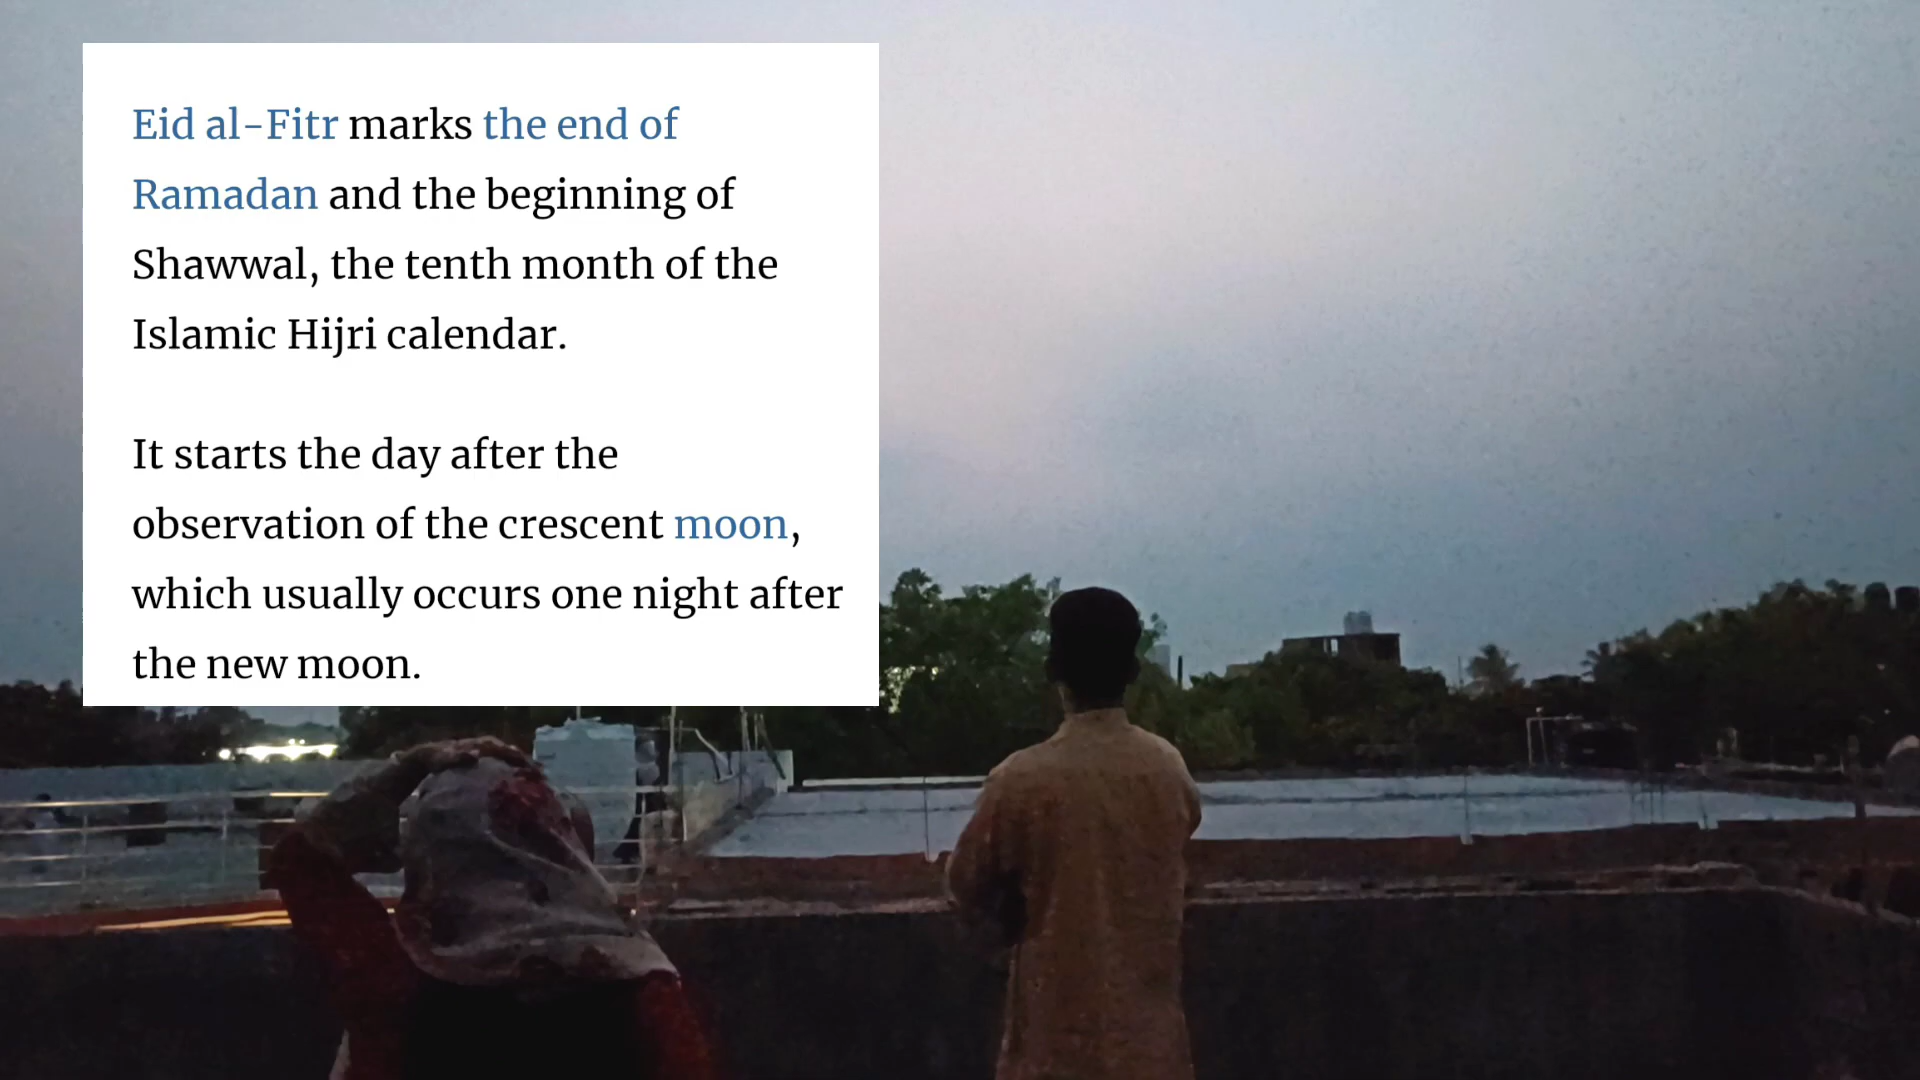 Eid al-Fitr marks the end of
Ramadan and the beginning of
Shawwal, the tenth month of the
Islamic Hijri calendar.
It starts the day after the
observation of the crescent moon,
which usually occurs one night after
the new moon.